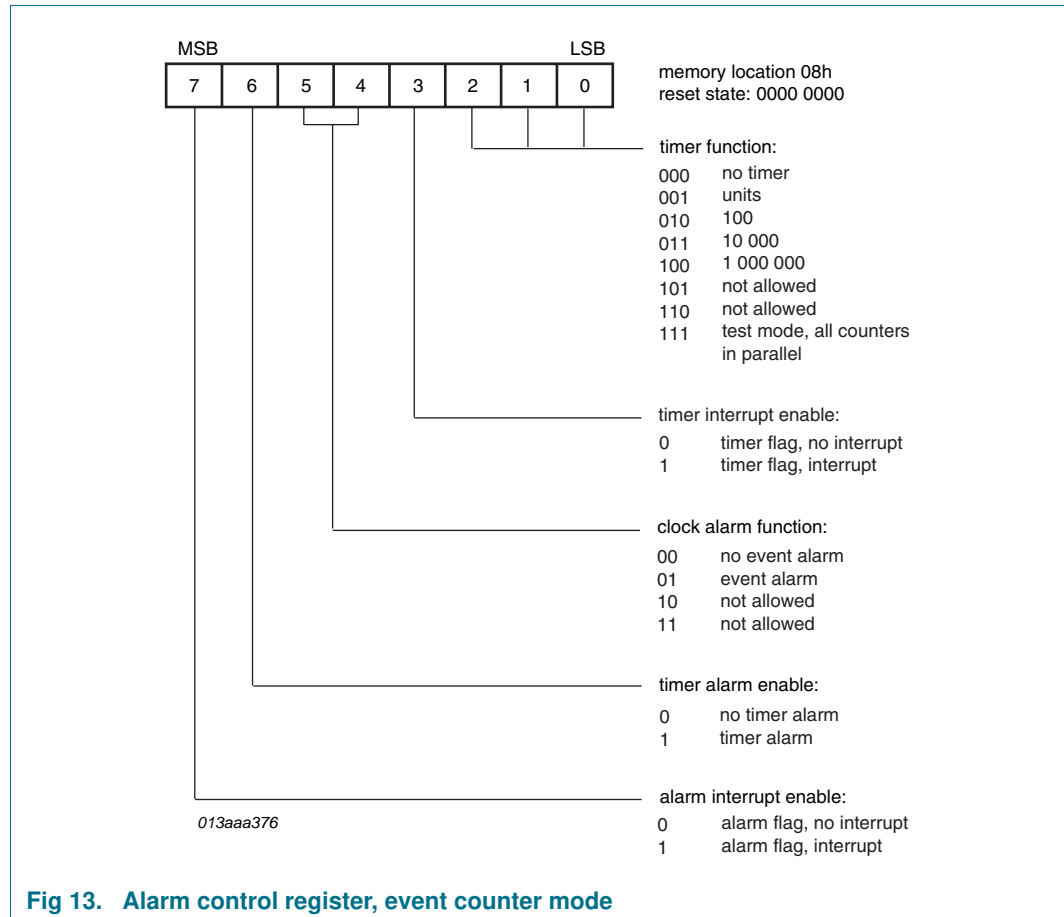 MSB LSB
7 6 5 4 3 2 1 0
memory location 08h
reset state: 0000 0000
timer function:
000 no timer
001 units
010 100
011 10 000
100 1 000 000
101 not allowed
110 not allowed
111 test mode, all counters
in parallel
timer interrupt enable:
0 timer flag, no interrupt
1 timer flag, interrupt
clock alarm function:
00 no event alarm
01 event alarm
10 not allowed
11 not allowed
timer alarm enable:
0 no timer alarm
1 timer alarm
alarm interrupt enable:
0 alarm flag, no interrupt
1 alarm flag, interrupt
013aaa376
Fig 13. Alarm control register, event counter mode